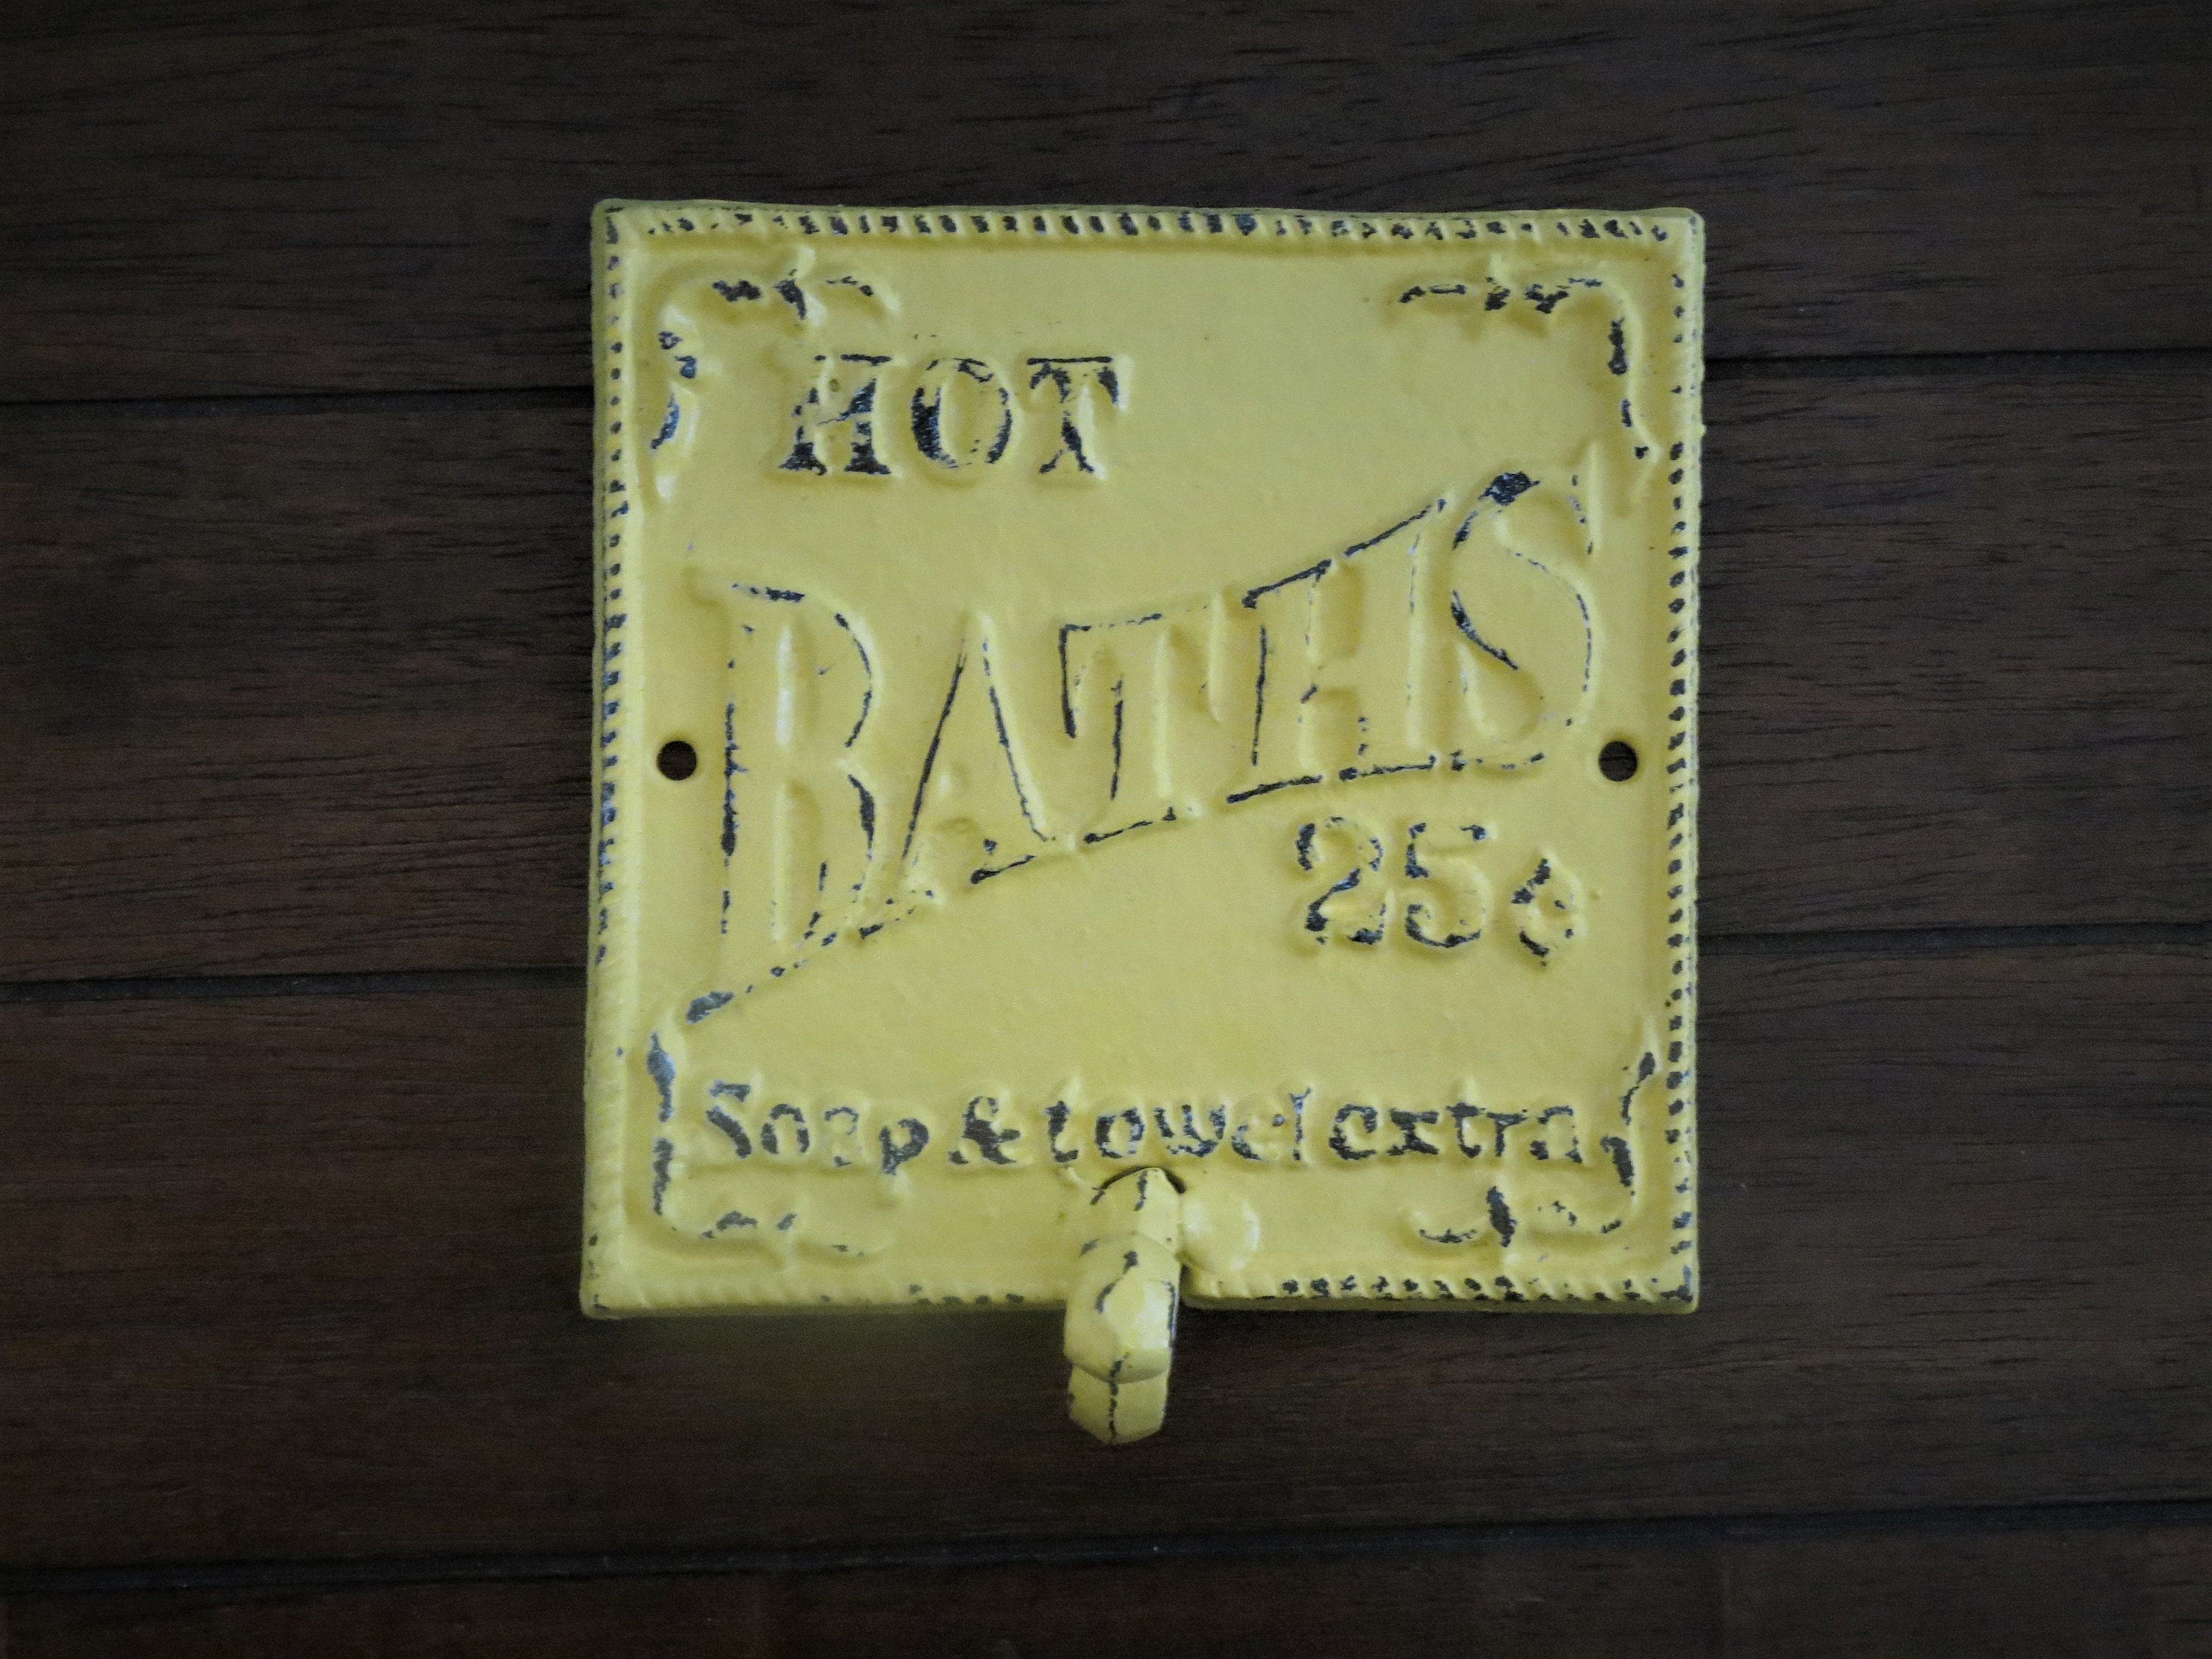 HOT
BATHS
25¢
Soap & towel extra